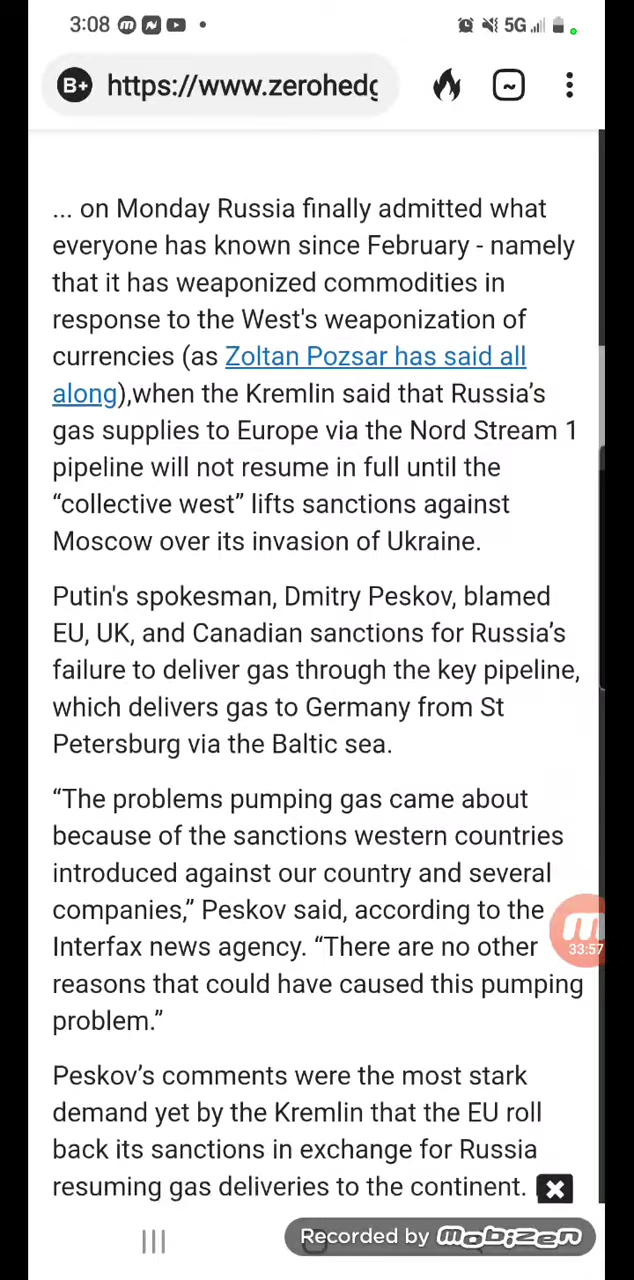 3:08
5G
B+ https://www.zerohedg
... on Monday Russia finally admitted what
everyone has known since February - namely
that it has weaponized commodities in
response to the West's weaponization of
currencies (as Zoltan Pozsar has said all
along),when the Kremlin said that Russia’s
gas supplies to Europe via the Nord Stream 1
pipeline will not resume in full until the
“collective west” lifts sanctions against
Moscow over its invasion of Ukraine.
Putin's spokesman, Dmitry Peskov, blamed
EU, UK, and Canadian sanctions for Russia’s
failure to deliver gas through the key pipeline,
which delivers gas to Germany from St
Petersburg via the Baltic sea.
“The problems pumping gas came about
because of the sanctions western countries
introduced against our country and several
companies,” Peskov said, according to the
Interfax news agency. “There are no other
reasons that could have caused this pumping
problem.”
33:57
Peskov’s comments were the most stark
demand yet by the Kremlin that the EU roll
back its sanctions in exchange for Russia
resuming gas deliveries to the continent.
Recorded by mobizen